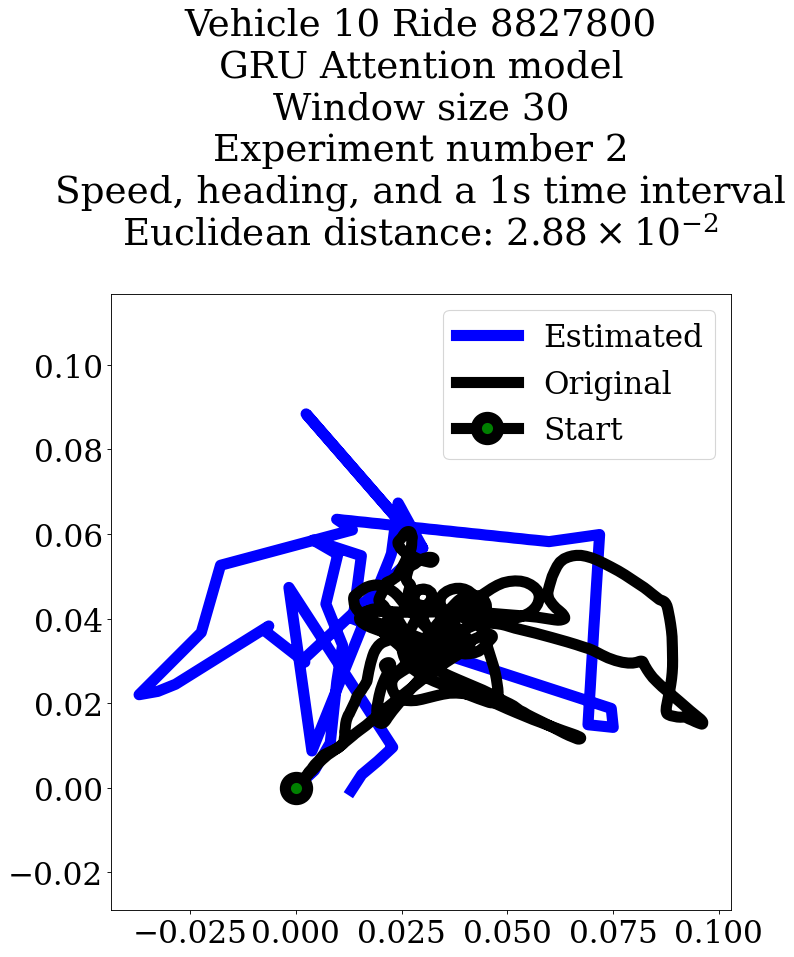 Vehicle 10 Ride 8827800
GRU Attention model
Window size 30
Experiment number 2
Speed, heading, and a 1s time interval
Euclidean distance: 2.88 × 10⁻²
Estimated
Original
Start
0.10
0.08
0.06
0.04
0.02
0.00
−0.02
−0.025 0.000 0.025 0.050 0.075 0.100